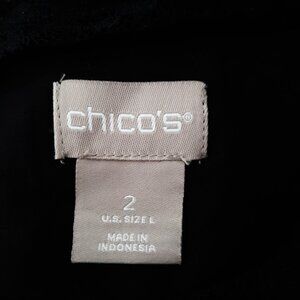 chico's®
2
U.S. SIZE L
MADE IN
INDONESIA